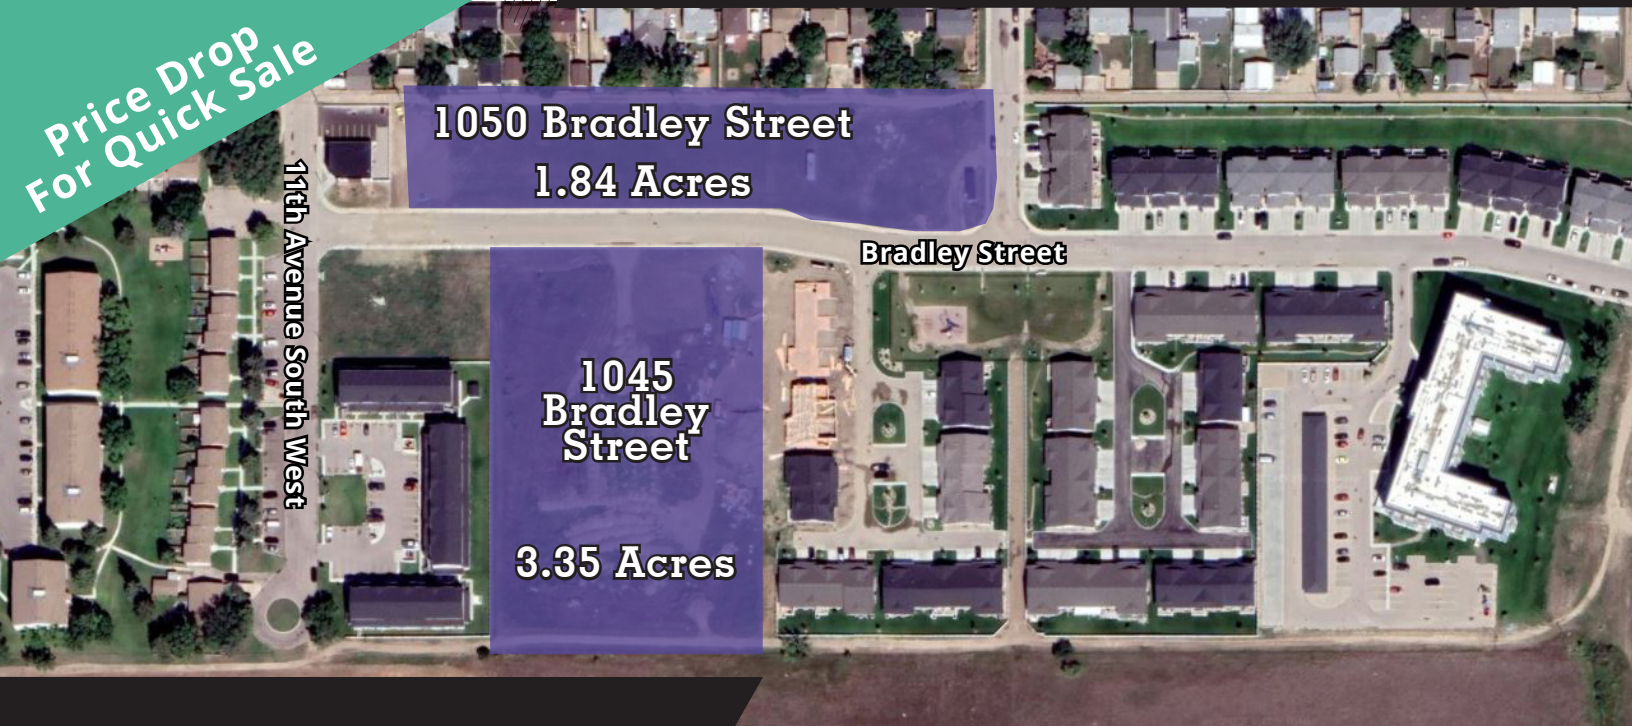 Price Drop
For Quick Sale
1050 Bradley Street
1.84 Acres
11th Avenue South West
Bradley Street
1045
Bradley
Street
3.35 Acres